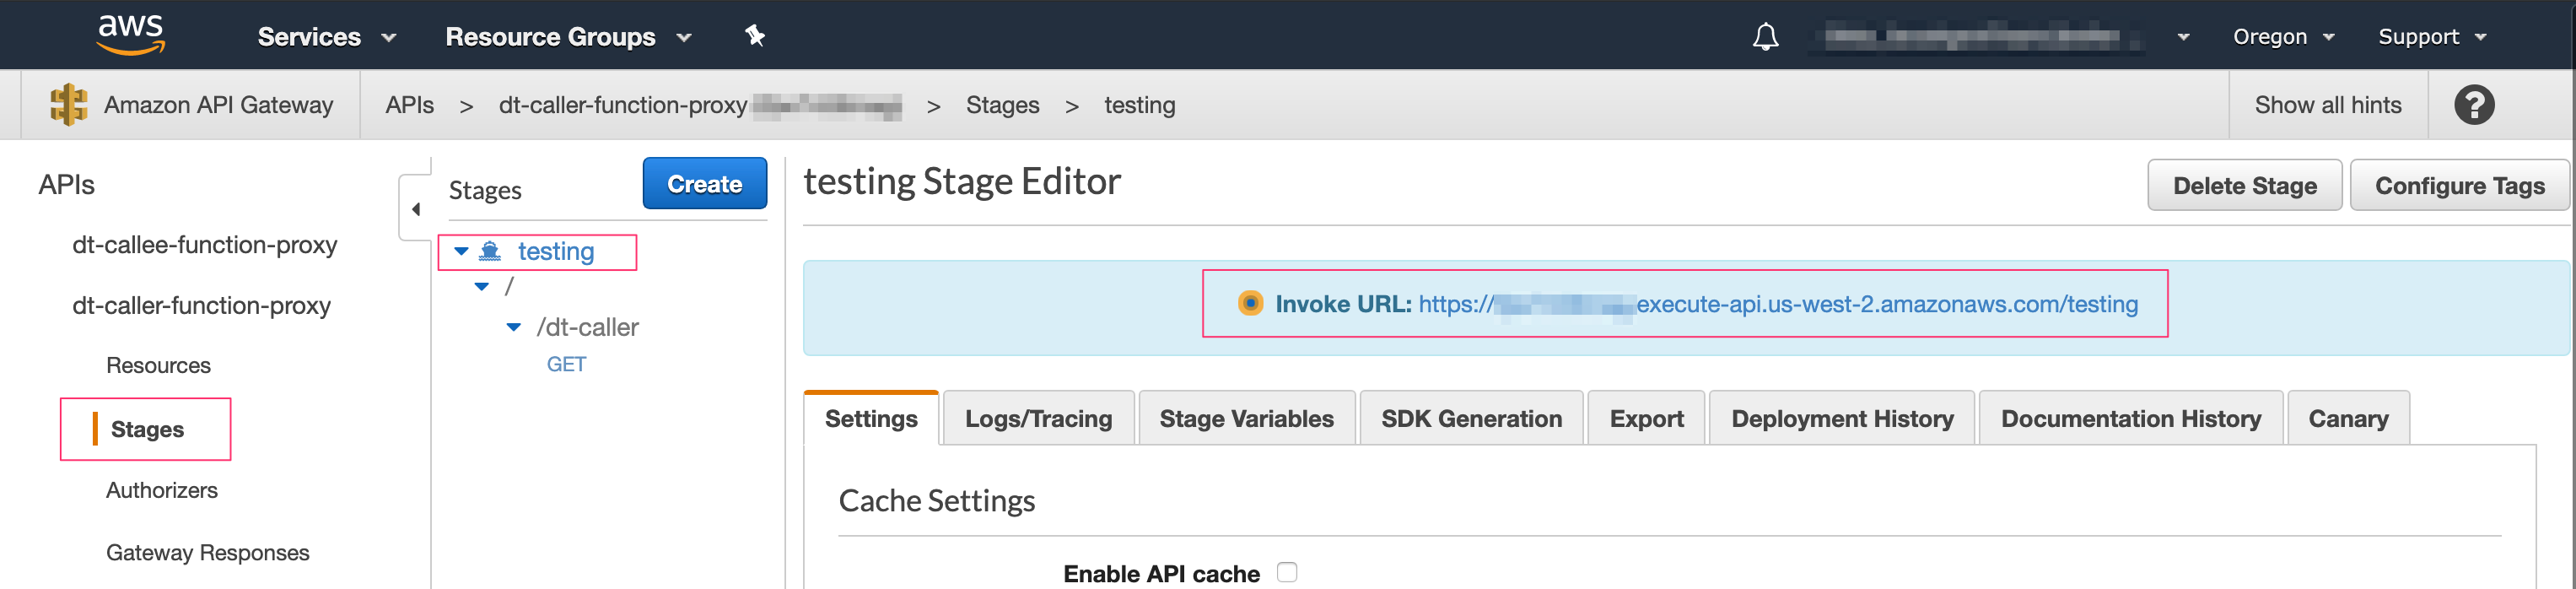 aws Services Resource Groups Oregon Support
Amazon API Gateway APIs > dt-caller-function-proxy > Stages > testing Show all hints ?
APIs
dt-callee-function-proxy
dt-caller-function-proxy
Resources
Stages
Authorizers
Gateway Responses
Stages Create
testing
/
/dt-caller
GET
testing Stage Editor Delete Stage Configure Tags
Invoke URL: https:// execute-api.us-west-2.amazonaws.com/testing
Settings Logs/Tracing Stage Variables SDK Generation Export Deployment History Documentation History Canary
Cache Settings
Enable API cache